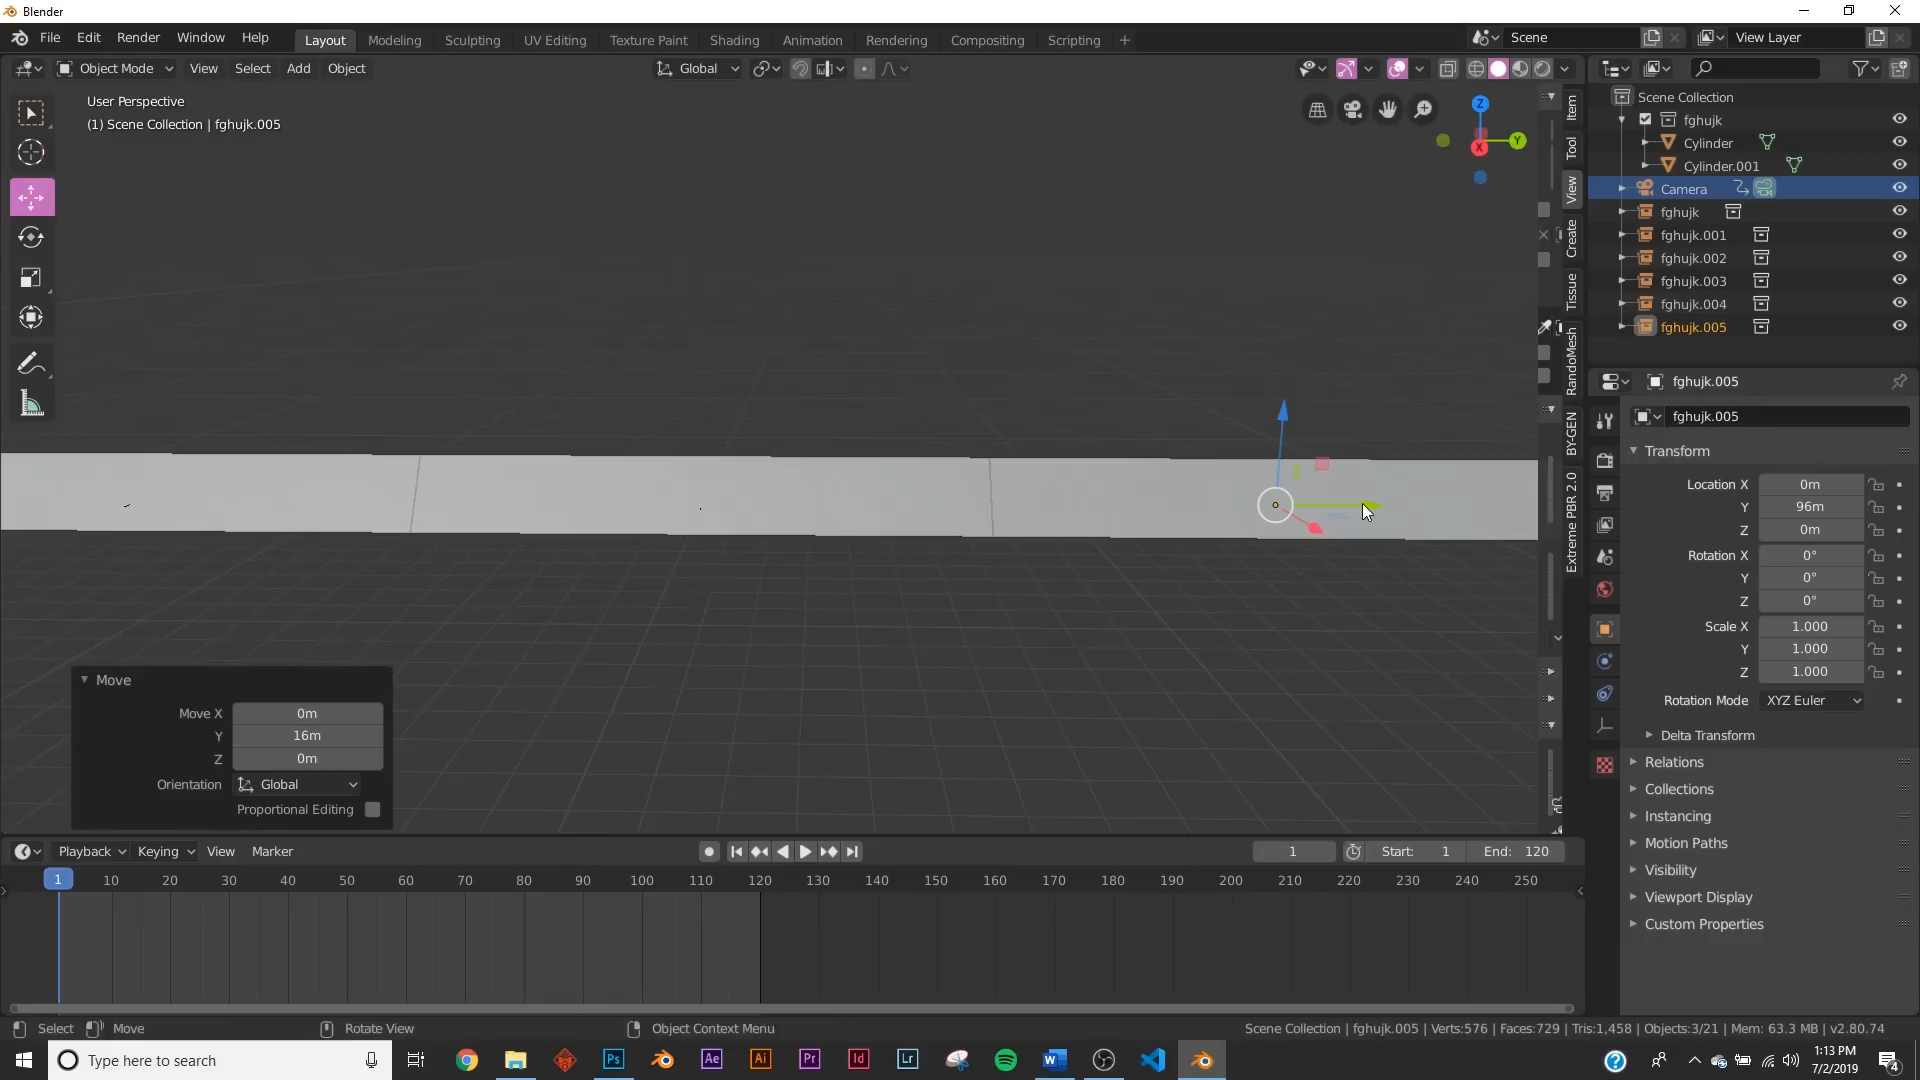 Blender
File Edit Render Window Help Layout Modeling Sculpting UV Editing Texture Paint Shading Animation Rendering Compositing Scripting + Scene View Layer
Object Mode View Select Add Object Global
User Perspective
(1) Scene Collection | fghujk.005
Z
Y
X
Item
Tool
View
Create
Tissue
RandoMesh
BY-GEN
Extreme PBR 2.0
Scene Collection
fghujk
Cylinder
Cylinder.001
Camera
fghujk
fghujk.001
fghujk.002
fghujk.003
fghujk.004
fghujk.005
fghujk.005
fghujk.005
Transform
Location X 0m
Y 96m
Z 0m
Rotation X 0°
Y 0°
Z 0°
Scale X 1.000
Y 1.000
Z 1.000
Rotation Mode XYZ Euler
Delta Transform
Relations
Collections
Instancing
Motion Paths
Visibility
Viewport Display
Custom Properties
Move
Move X 0m
Y 16m
Z 0m
Orientation Global
Proportional Editing
Playback Keying View Marker 1 Start: 1 End: 120
1 10 20 30 40 50 60 70 80 90 100 110 120 130 140 150 160 170 180 190 200 210 220 230 240 250
Select Move Rotate View Object Context Menu Scene Collection | fghujk.005 | Verts:576 | Faces:729 | Tris:1,458 | Objects:3/21 | Mem: 63.3 MB | v2.80.74
Type here to search Ps Ae Ai Pr Id Lr W ? 1:13 PM
7/2/2019 4